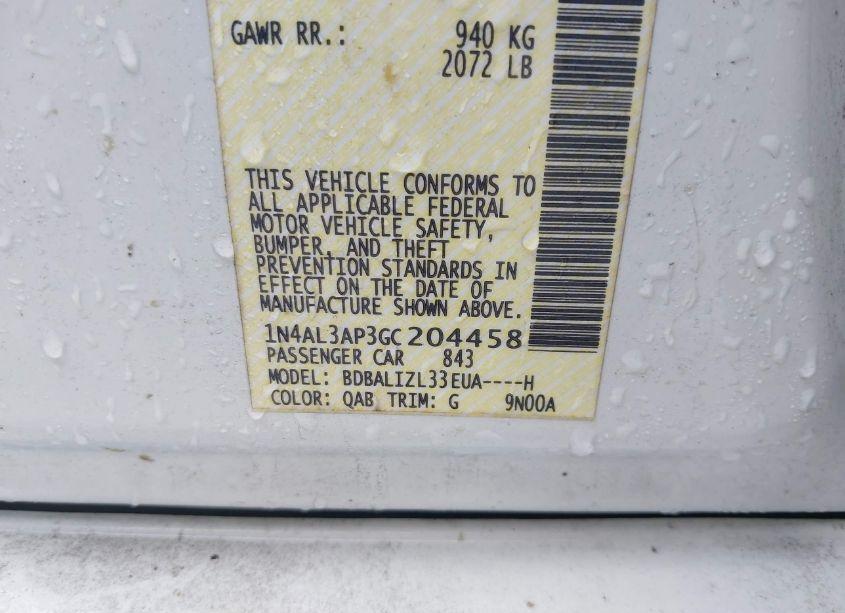 GAWR RR.: 940 KG
2072 LB
THIS VEHICLE CONFORMS TO
ALL APPLICABLE FEDERAL
MOTOR VEHICLE SAFETY,
BUMPER, AND THEFT
PREVENTION STANDARDS IN
EFFECT ON THE DATE OF
MANUFACTURE SHOWN ABOVE.
1N4AL3AP3GC204458
PASSENGER CAR 843
MODEL: BDBALIZL33EUA----H
COLOR: QAB TRIM: G 9N00A